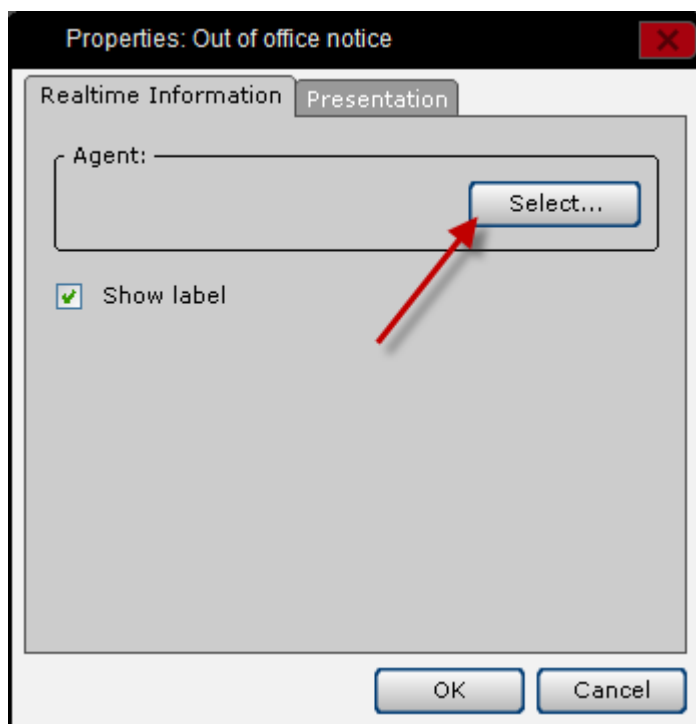 Properties: Out of office notice
Realtime Information Presentation
Agent:
Select...
Show label
OK Cancel